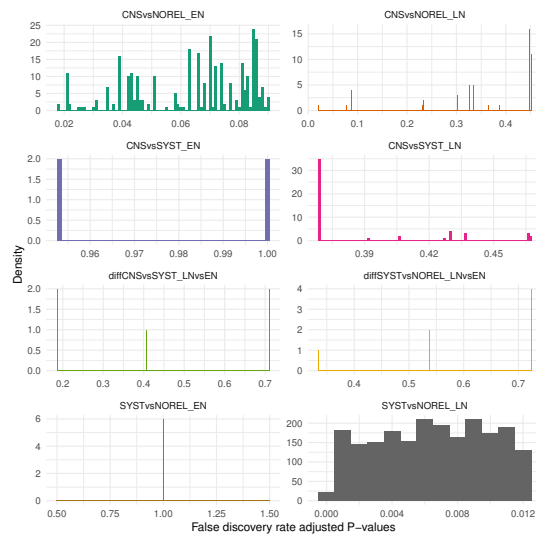 CNSvsNOREL_EN
CNSvsNOREL_LN
25
20
15
10
5
0
0.02 0.04 0.06 0.08
15
10
5
0
0.0 0.1 0.2 0.3 0.4
CNSvsSYST_EN
CNSvsSYST_LN
2.0
1.5
1.0
0.5
0.0
0.96 0.97 0.98 0.99 1.00
30
20
10
0
0.39 0.42 0.45
Density
diffCNSvsSYST_LNvsEN
diffSYSTvsNOREL_LNvsEN
2.0
1.5
1.0
0.5
0.0
0.2 0.3 0.4 0.5 0.6 0.7
4
3
2
1
0
0.4 0.5 0.6 0.7
SYSTvsNOREL_EN
SYSTvsNOREL_LN
6
4
2
0
0.50 0.75 1.00 1.25 1.50
200
150
100
50
0
0.000 0.004 0.008 0.012
False discovery rate adjusted P−values